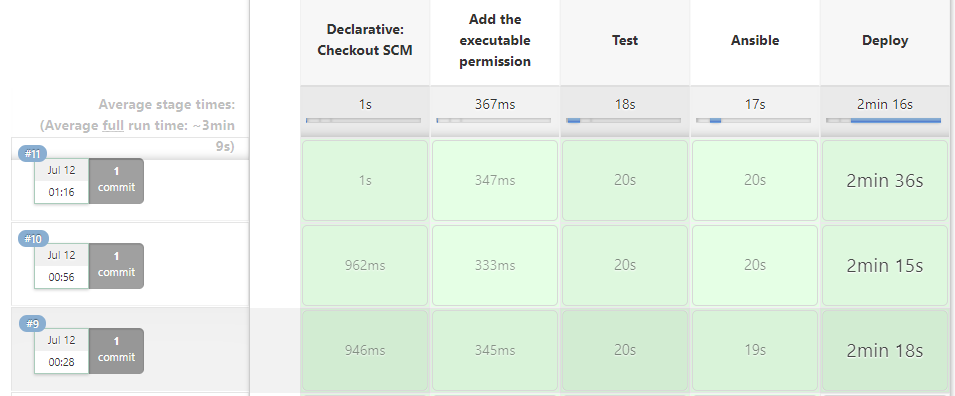 Declarative:
Checkout SCM
Add the
executable
permission
Test
Ansible
Deploy
Average stage times:
(Average full run time: ~3min
9s)
1s
367ms
18s
17s
2min 16s
#11
Jul 12
01:16
1
commit
1s
347ms
20s
20s
2min 36s
#10
Jul 12
00:56
1
commit
962ms
333ms
20s
20s
2min 15s
#9
Jul 12
00:28
1
commit
946ms
345ms
20s
19s
2min 18s